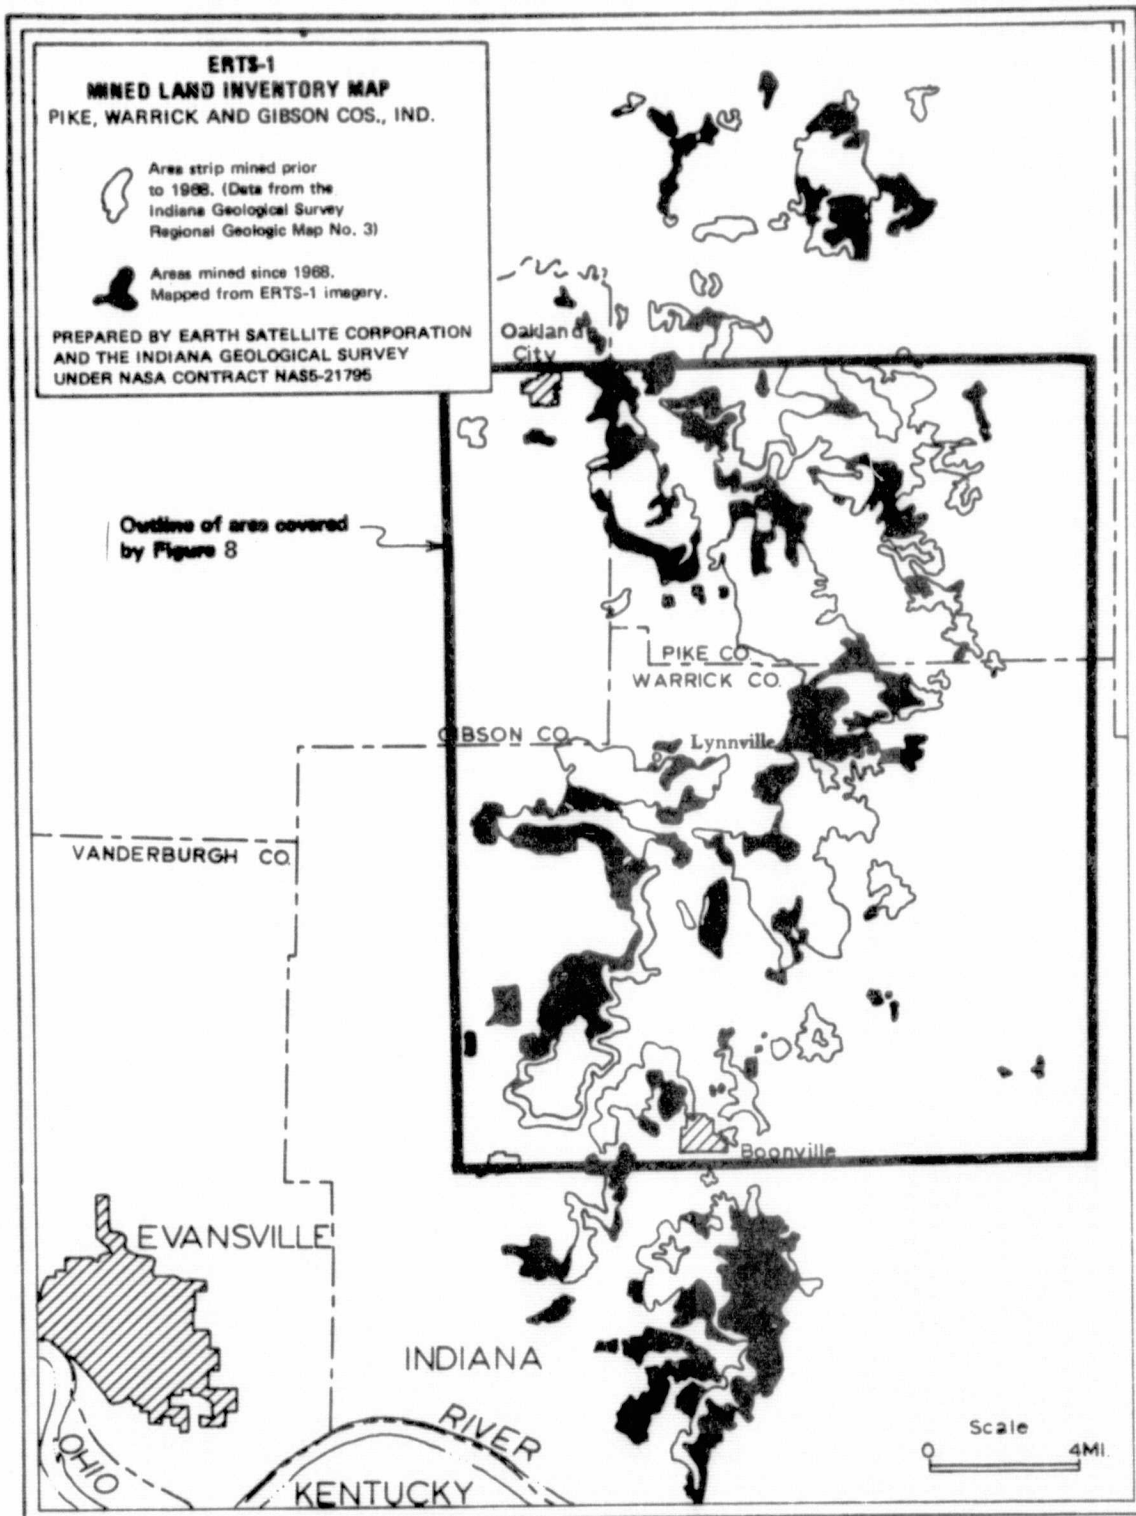 ERTS-1
MINED LAND INVENTORY MAP
PIKE, WARRICK AND GIBSON COS., IND.
Area strip mined prior
to 1968. (Data from the
Indiana Geological Survey
Regional Geologic Map No. 3)
Areas mined since 1968.
Mapped from ERTS-1 imagery.
PREPARED BY EARTH SATELLITE CORPORATION
AND THE INDIANA GEOLOGICAL SURVEY
UNDER NASA CONTRACT NAS5-21795
Oakland
City
Outline of area covered
by Figure 8
PIKE CO.
WARRICK CO.
GIBSON CO.
Lynnville
VANDERBURGH CO.
Boonville
EVANSVILLE
INDIANA
OHIO
RIVER
KENTUCKY
Scale
0 4MI.